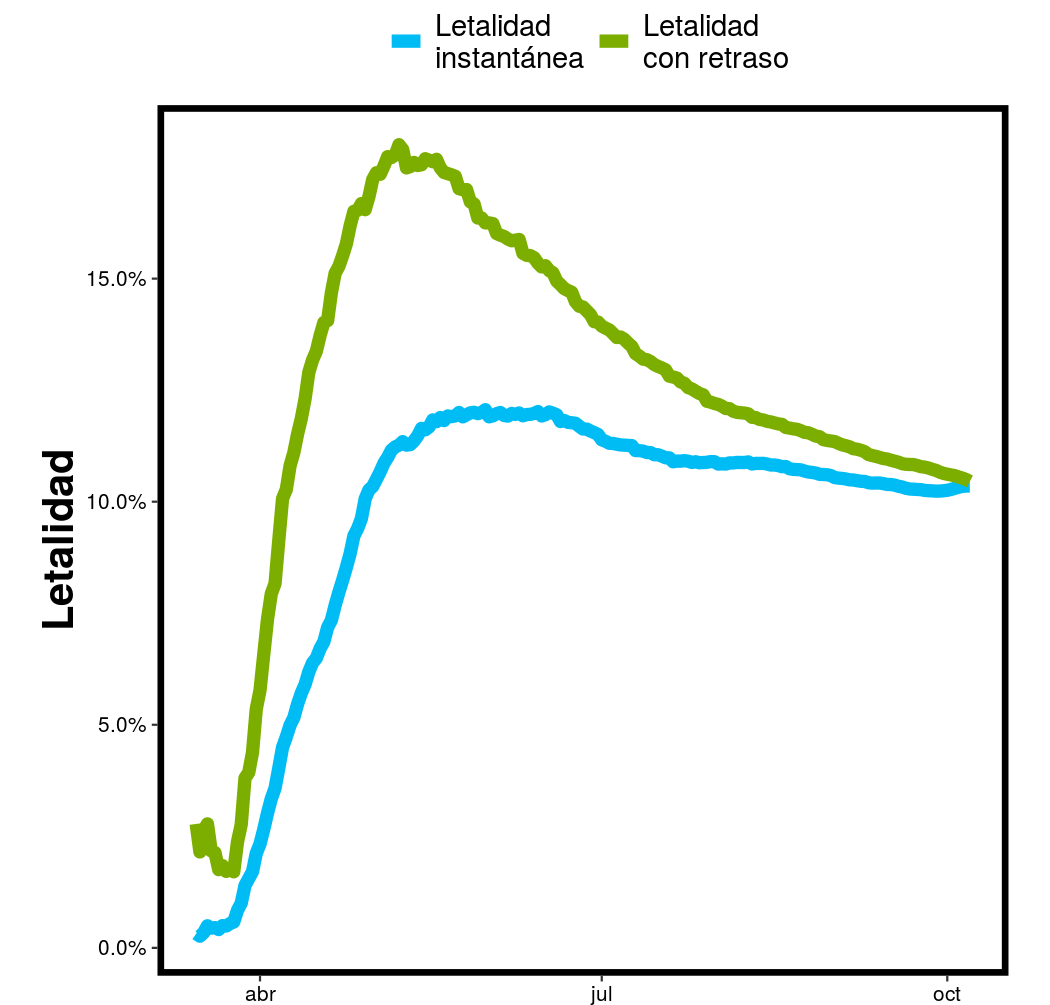 Letalidad
instantánea
Letalidad
con retraso
Letalidad
15.0%
10.0%
5.0%
0.0%
abr
jul
oct